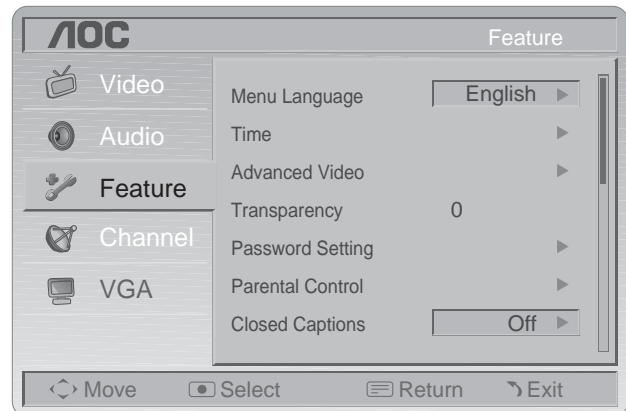 AOC Feature
Video
Audio
Feature
Channel
VGA
Menu Language English
Time
Advanced Video
Transparency 0
Password Setting
Parental Control
Closed Captions Off
Move Select Return Exit